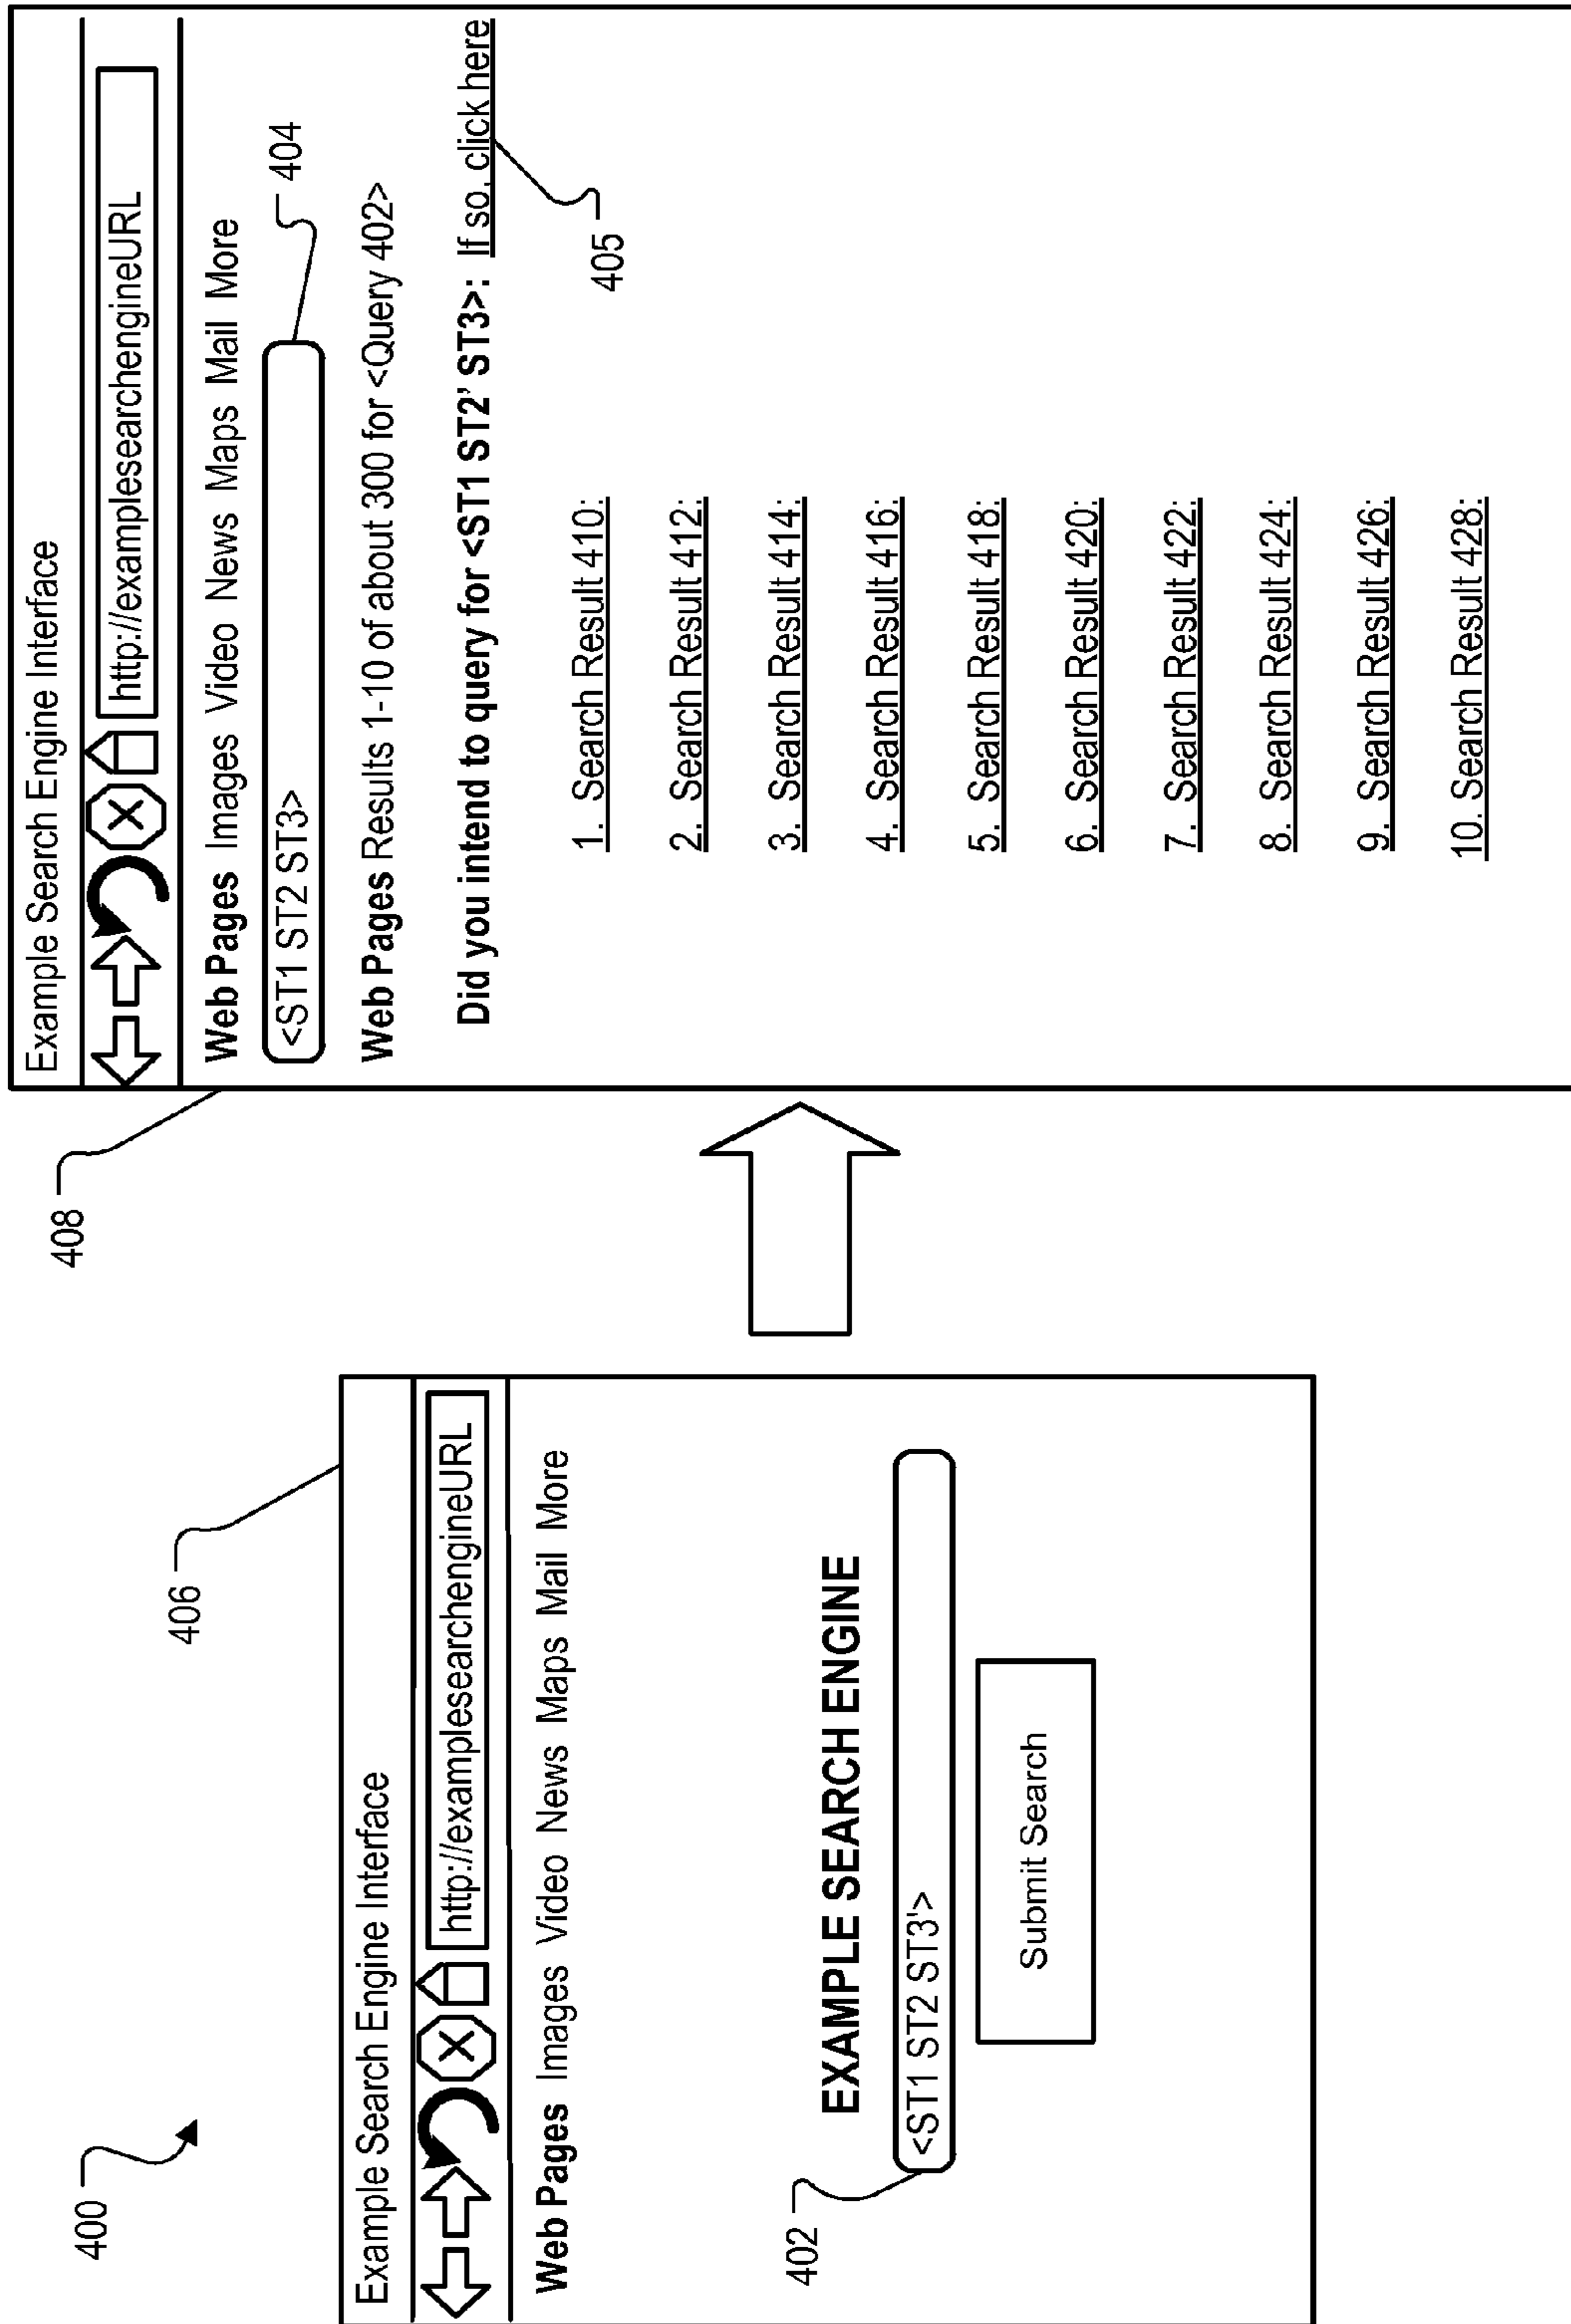 400
406
Example Search Engine Interface
http://examplesearchengineURL
Web Pages Images Video News Maps Mail More
EXAMPLE SEARCH ENGINE
402
<ST1 ST2 ST3'>
Submit Search
408
Example Search Engine Interface
http://examplesearchengineURL
Web Pages Images Video News Maps Mail More
<ST1 ST2 ST3>
404
Web Pages Results 1-10 of about 300 for <Query 402>
Did you intend to query for <ST1 ST2’ ST3>: If so, click here
405
1. Search Result 410:
2. Search Result 412:
3. Search Result 414:
4. Search Result 416:
5. Search Result 418:
6. Search Result 420:
7. Search Result 422:
8. Search Result 424:
9. Search Result 426:
10. Search Result 428: